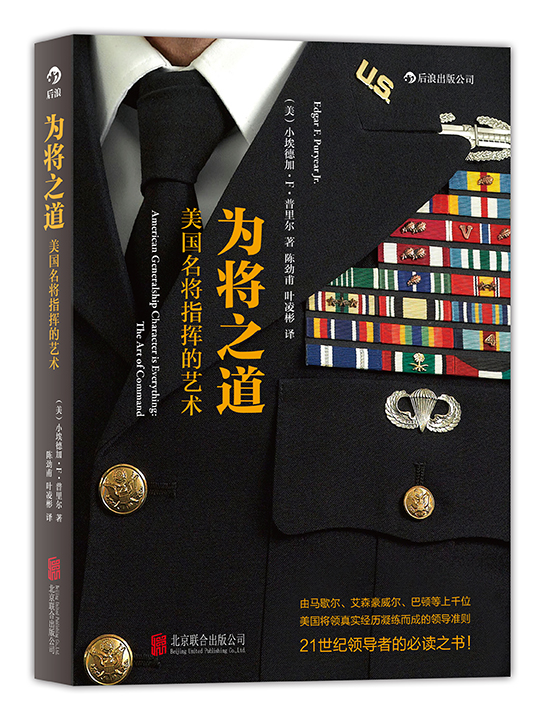 后浪
为将之道
美国名将指挥的艺术
(美)小埃德加·F·普里尔 著
陈劲甫 叶凌彬 译
北京联合出版公司
Beijing United Publishing Co.,Ltd.
后浪出版公司
U.S.
Edgar F. Puryear Jr.
(美)小埃德加·F·普里尔 著 陈劲甫 叶凌彬 译
为将之道
美国名将指挥的艺术
American Generalship Character is Everything:
The Art of Command
V
由马歇尔、艾森豪威尔、巴顿等上千位
美国将领真实经历凝练而成的领导准则
21世纪领导者的必读之书!
北京联合出版公司
Beijing United Publishing Co.,Ltd.